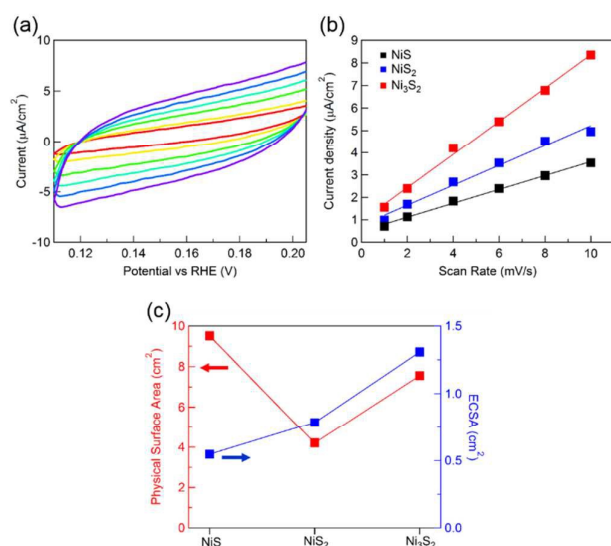 (a)
10
5
0
-5
-10
Current (µA/cm²)
0.12
0.14
0.16
0.18
0.20
Potential vs RHE (V)
(b)
9
8
7
6
5
4
3
2
1
0
Current density (µA/cm²)
NiS
NiS₂
Ni₃S₂
0
2
4
6
8
10
Scan Rate (mV/s)
(c)
10
8
6
4
2
0
Physical Surface Area (cm²)
1.5
1.0
0.5
0.0
ECSA (cm²)
NiS
NiS₂
Ni₃S₂